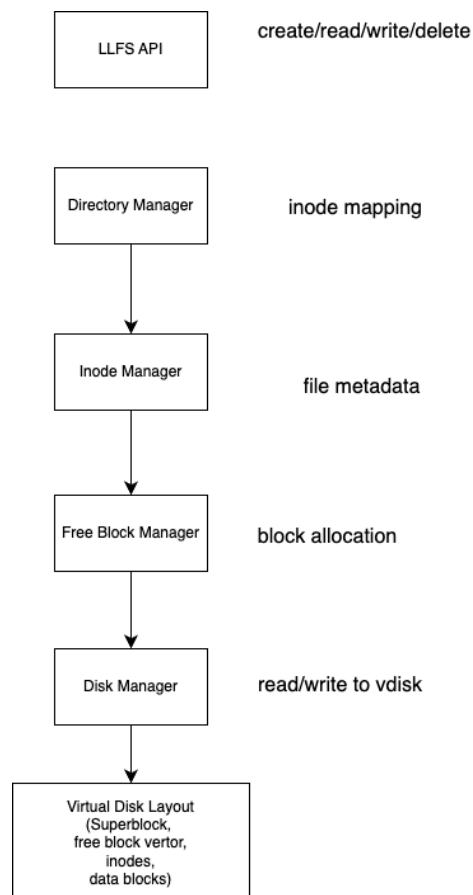 create/read/write/delete
LLFS API
Directory Manager
inode mapping
Inode Manager
file metadata
Free Block Manager
block allocation
Disk Manager
read/write to vdisk
Virtual Disk Layout
(Superblock,
free block vertor,
inodes,
data blocks)